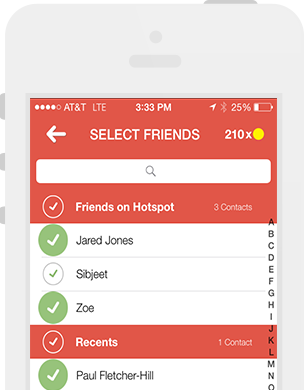 AT&T LTE 3:33 PM 25%
SELECT FRIENDS 210x
Friends on Hotspot 3 Contacts
A
B
Jared Jones
C
D
Sibjeet
E
F
Zoe
G
H
I
J
Recents 1 Contact
K
L
Paul Fletcher-Hill
M
N
O